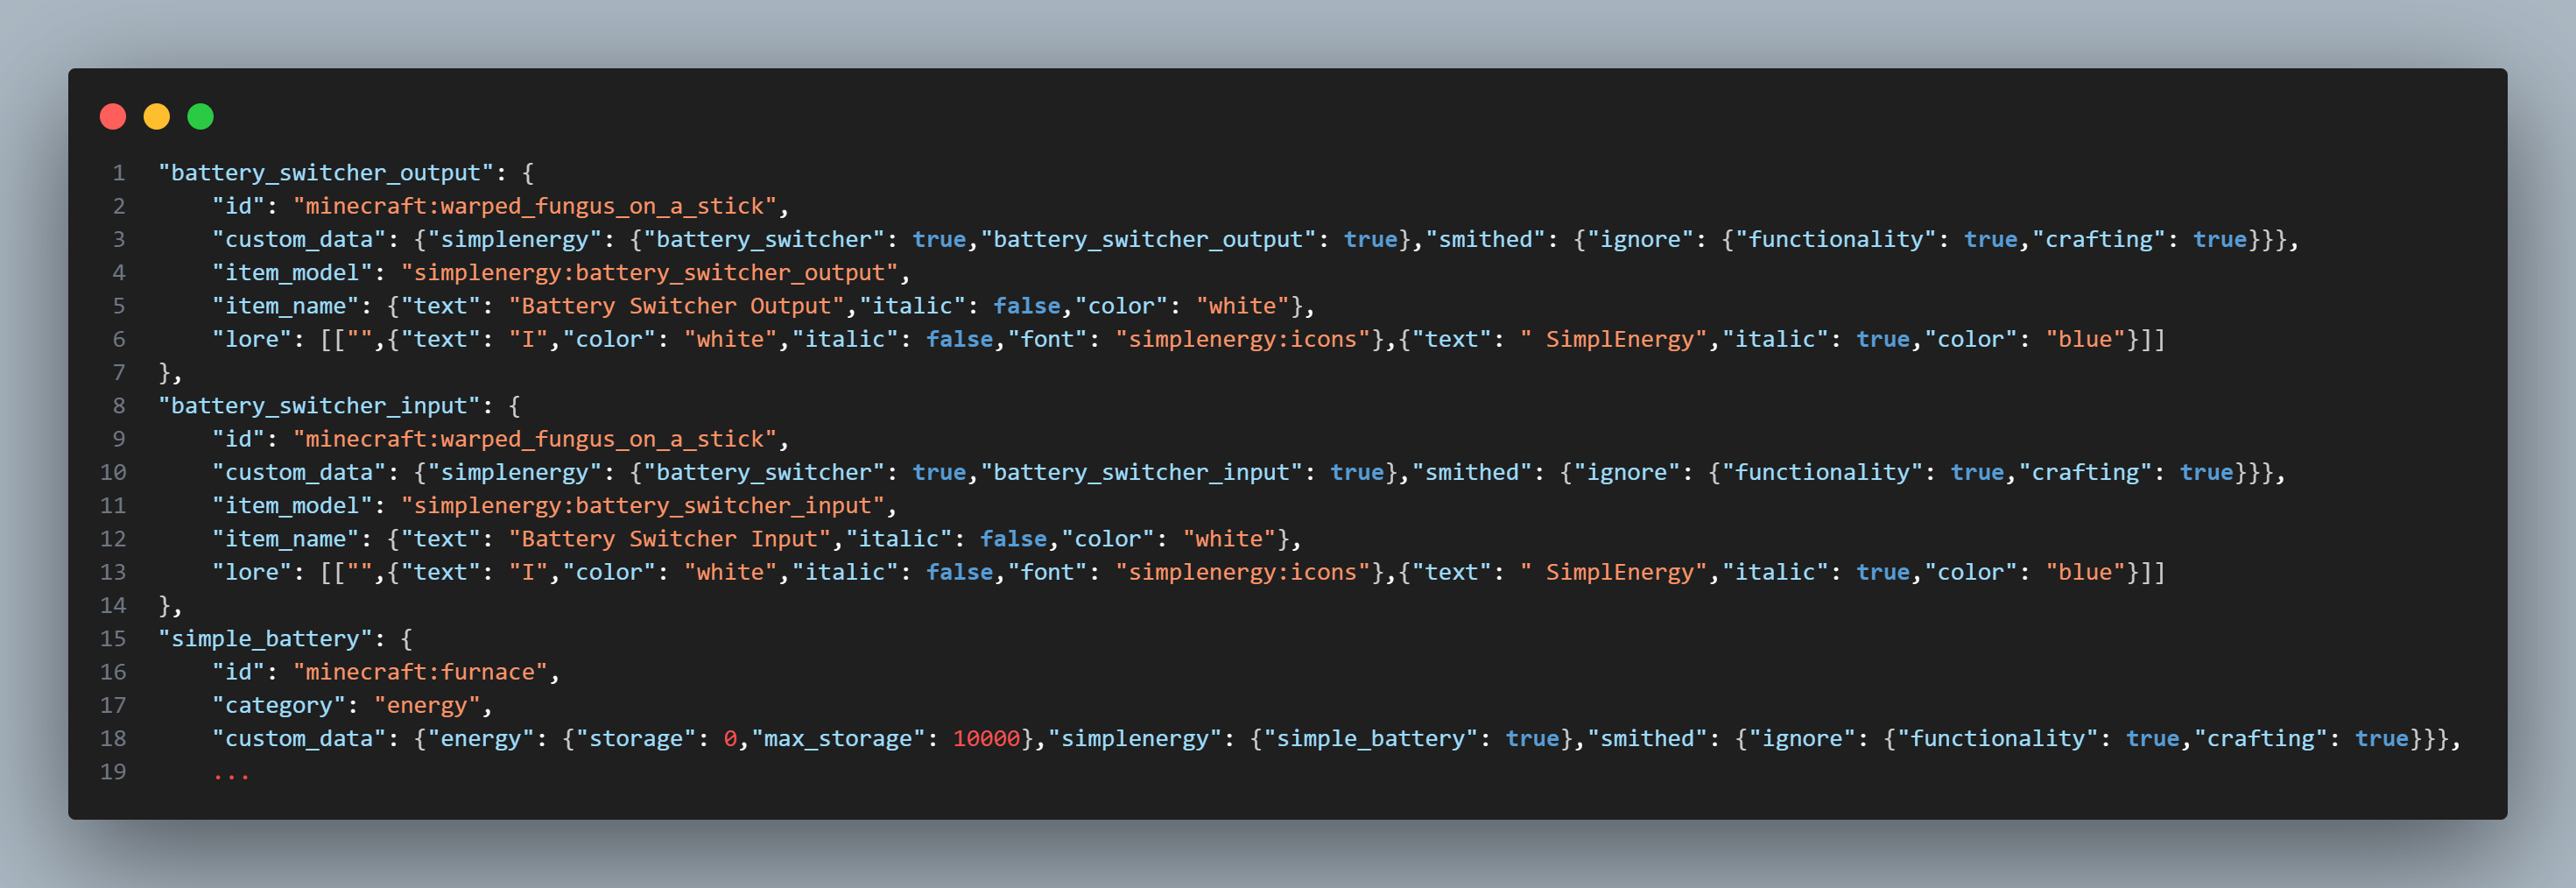 1 "battery_switcher_output": {
2     "id": "minecraft:warped_fungus_on_a_stick",
3     "custom_data": {"simplenergy": {"battery_switcher": true,"battery_switcher_output": true},"smithed": {"ignore": {"functionality": true,"crafting": true}}},
4     "item_model": "simplenergy:battery_switcher_output",
5     "item_name": {"text": "Battery Switcher Output","italic": false,"color": "white"},
6     "lore": [["",{"text": "I","color": "white","italic": false,"font": "simplenergy:icons"},{"text": " SimplEnergy","italic": true,"color": "blue"}]]
7 },
8 "battery_switcher_input": {
9     "id": "minecraft:warped_fungus_on_a_stick",
10     "custom_data": {"simplenergy": {"battery_switcher": true,"battery_switcher_input": true},"smithed": {"ignore": {"functionality": true,"crafting": true}}},
11     "item_model": "simplenergy:battery_switcher_input",
12     "item_name": {"text": "Battery Switcher Input","italic": false,"color": "white"},
13     "lore": [["",{"text": "I","color": "white","italic": false,"font": "simplenergy:icons"},{"text": " SimplEnergy","italic": true,"color": "blue"}]]
14 },
15 "simple_battery": {
16     "id": "minecraft:furnace",
17     "category": "energy",
18     "custom_data": {"energy": {"storage": 0,"max_storage": 10000},"simplenergy": {"simple_battery": true},"smithed": {"ignore": {"functionality": true,"crafting": true}}},
19     ...